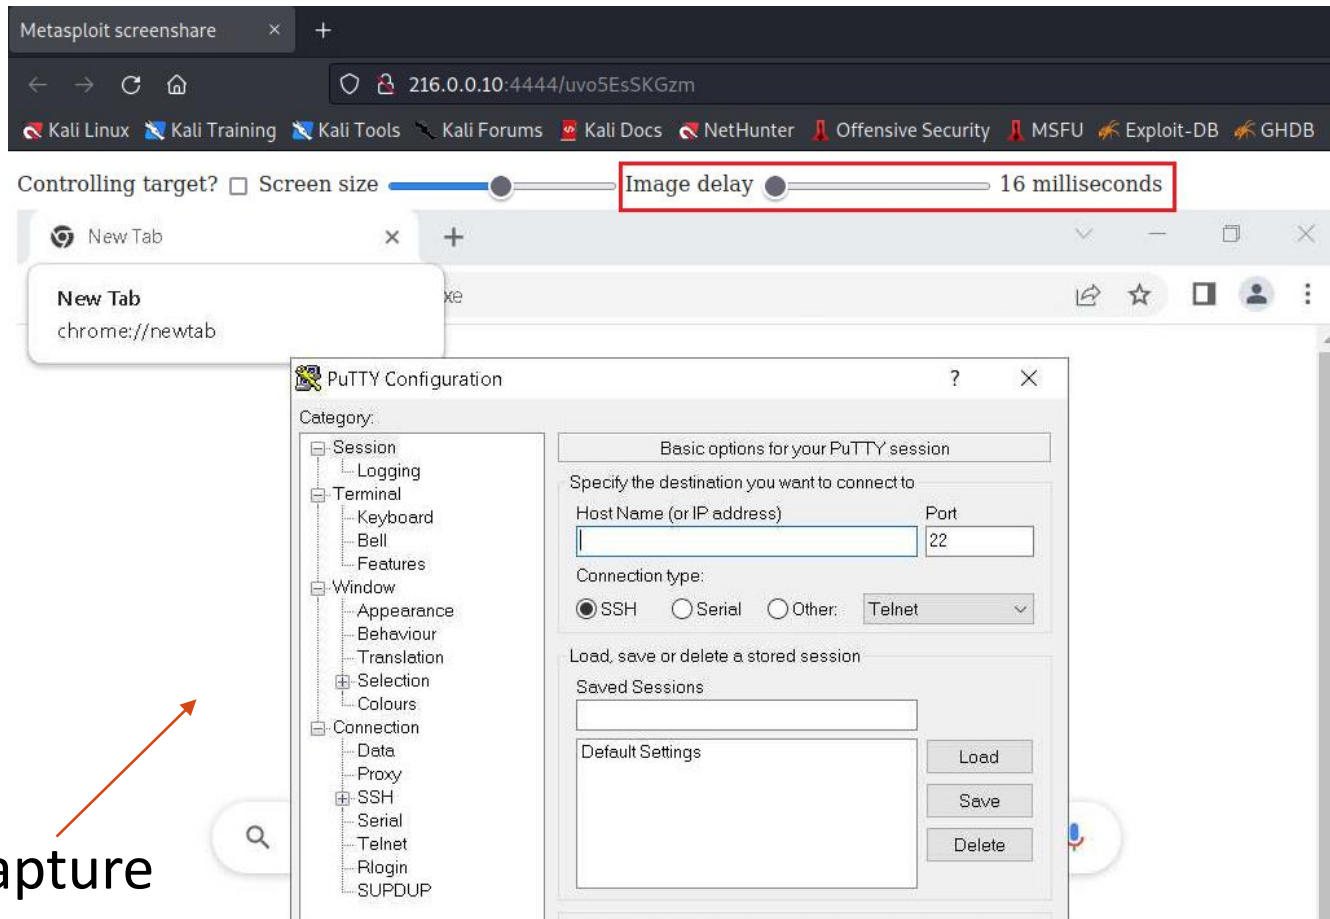 Metasploit screenshare
216.0.0.10:4444/uvo5EsSKGzm
Kali Linux Kali Training Kali Tools Kali Forums Kali Docs NetHunter Offensive Security MSFU Exploit-DB GHDB
Controlling target? Screen size Image delay 16 milliseconds
New Tab
New Tab
xe
chrome://newtab
PuTTY Configuration ?
Category:
Session
Logging
Terminal
Keyboard
Bell
Features
Window
Appearance
Behaviour
Translation
Selection
Colours
Connection
Data
Proxy
SSH
Serial
Telnet
Rlogin
SUPDUP
Basic options for your PuTTY session
Specify the destination you want to connect to
Host Name (or IP address) Port
22
Connection type:
SSH Serial Other: Telnet
Load, save or delete a stored session
Saved Sessions
Default Settings
Load
Save
Delete
apture